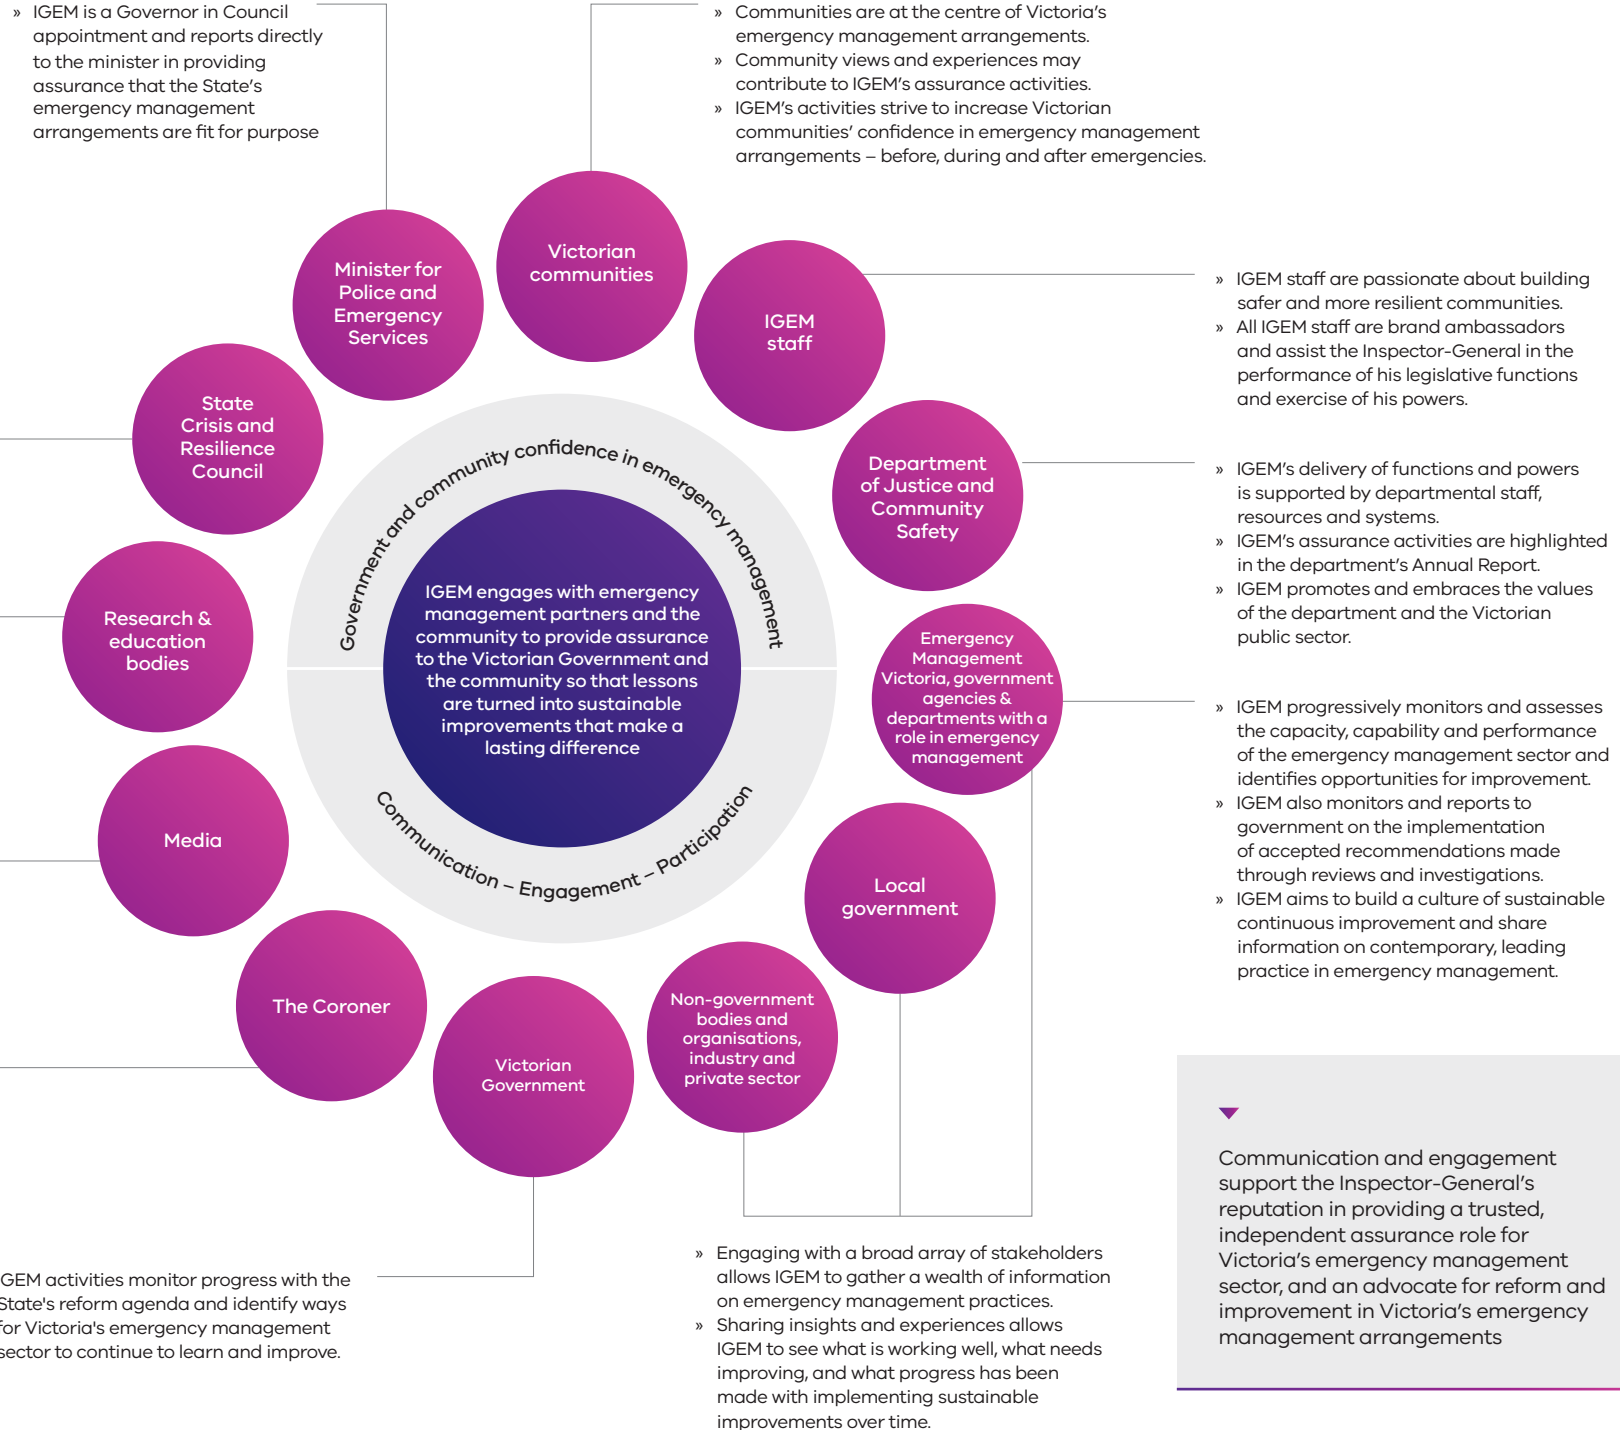 » IGEM is a Governor in Council
appointment and reports directly
to the minister in providing
assurance that the State’s
emergency management
arrangements are fit for purpose
» Communities are at the centre of Victoria’s
emergency management arrangements.
» Community views and experiences may
contribute to IGEM’s assurance activities.
» IGEM’s activities strive to increase Victorian
communities’ confidence in emergency management
arrangements – before, during and after emergencies.
Minister for
Police and
Emergency
Services
Victorian
communities
IGEM
staff
» IGEM staff are passionate about building
safer and more resilient communities.
» All IGEM staff are brand ambassadors
and assist the Inspector-General in the
performance of his legislative functions
and exercise of his powers.
State
Crisis and
Resilience
Council
Department
of Justice and
Community
Safety
» IGEM’s delivery of functions and powers
is supported by departmental staff,
resources and systems.
» IGEM’s assurance activities are highlighted
in the department’s Annual Report.
» IGEM promotes and embraces the values
of the department and the Victorian
public sector.
Government and community confidence in emergency management
IGEM engages with emergency
management partners and the
community to provide assurance
to the Victorian Government and
the community so that lessons
are turned into sustainable
improvements that make a
lasting difference
Communication – Engagement – Participation
Research &
education
bodies
Emergency
Management
Victoria, government
agencies &
departments with a
role in emergency
management
» IGEM progressively monitors and assesses
the capacity, capability and performance
of the emergency management sector and
identifies opportunities for improvement.
» IGEM also monitors and reports to
government on the implementation
of accepted recommendations made
through reviews and investigations.
» IGEM aims to build a culture of sustainable
continuous improvement and share
information on contemporary, leading
practice in emergency management.
Media
Local
government
The Coroner
Victorian
Government
Non-government
bodies and
organisations,
industry and
private sector
GEM activities monitor progress with the
State's reform agenda and identify ways
for Victoria's emergency management
sector to continue to learn and improve.
» Engaging with a broad array of stakeholders
allows IGEM to gather a wealth of information
on emergency management practices.
» Sharing insights and experiences allows
IGEM to see what is working well, what needs
improving, and what progress has been
made with implementing sustainable
improvements over time.
Communication and engagement
support the Inspector-General’s
reputation in providing a trusted,
independent assurance role for
Victoria’s emergency management
sector, and an advocate for reform and
improvement in Victoria’s emergency
management arrangements